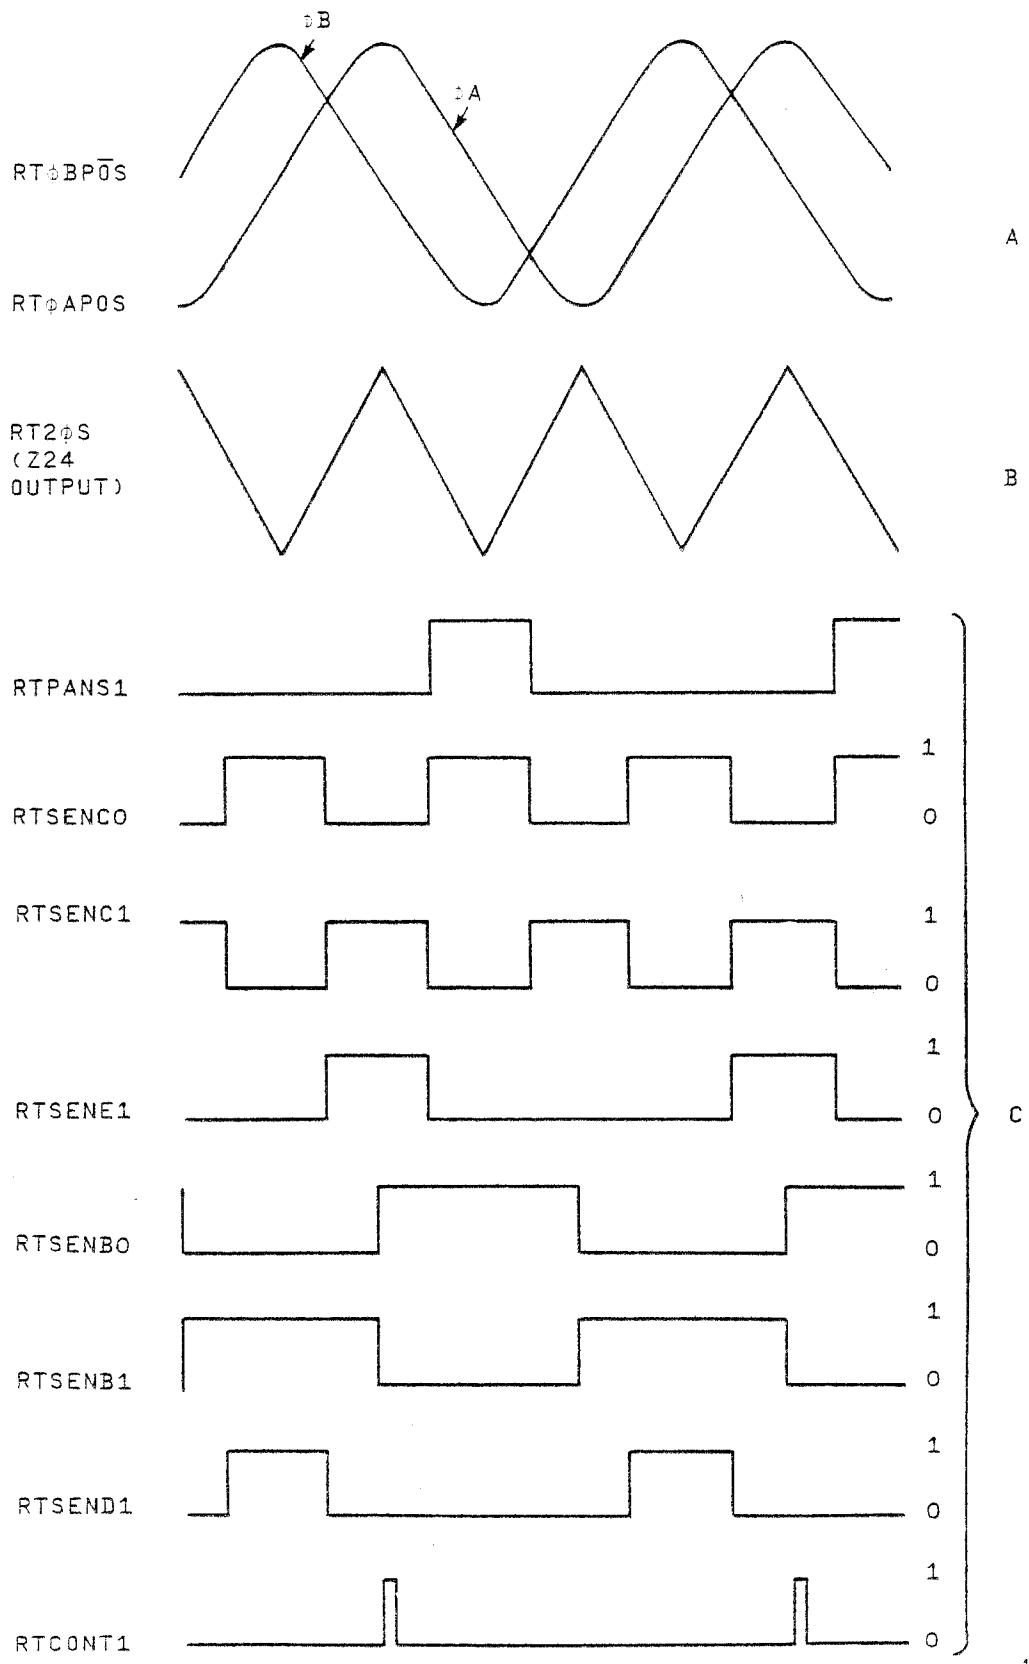 ΦB
ΦA
RTΦBPO̅S
RTΦAPOS
A
RT2ΦS
(Z24
OUTPUT)
B
RTPANS1
RTSENC0
1
0
RTSENC1
1
0
RTSENE1
1
0
C
RTSENB0
1
0
RTSENB1
1
0
RTSEND1
1
0
RTCONT1
1
0